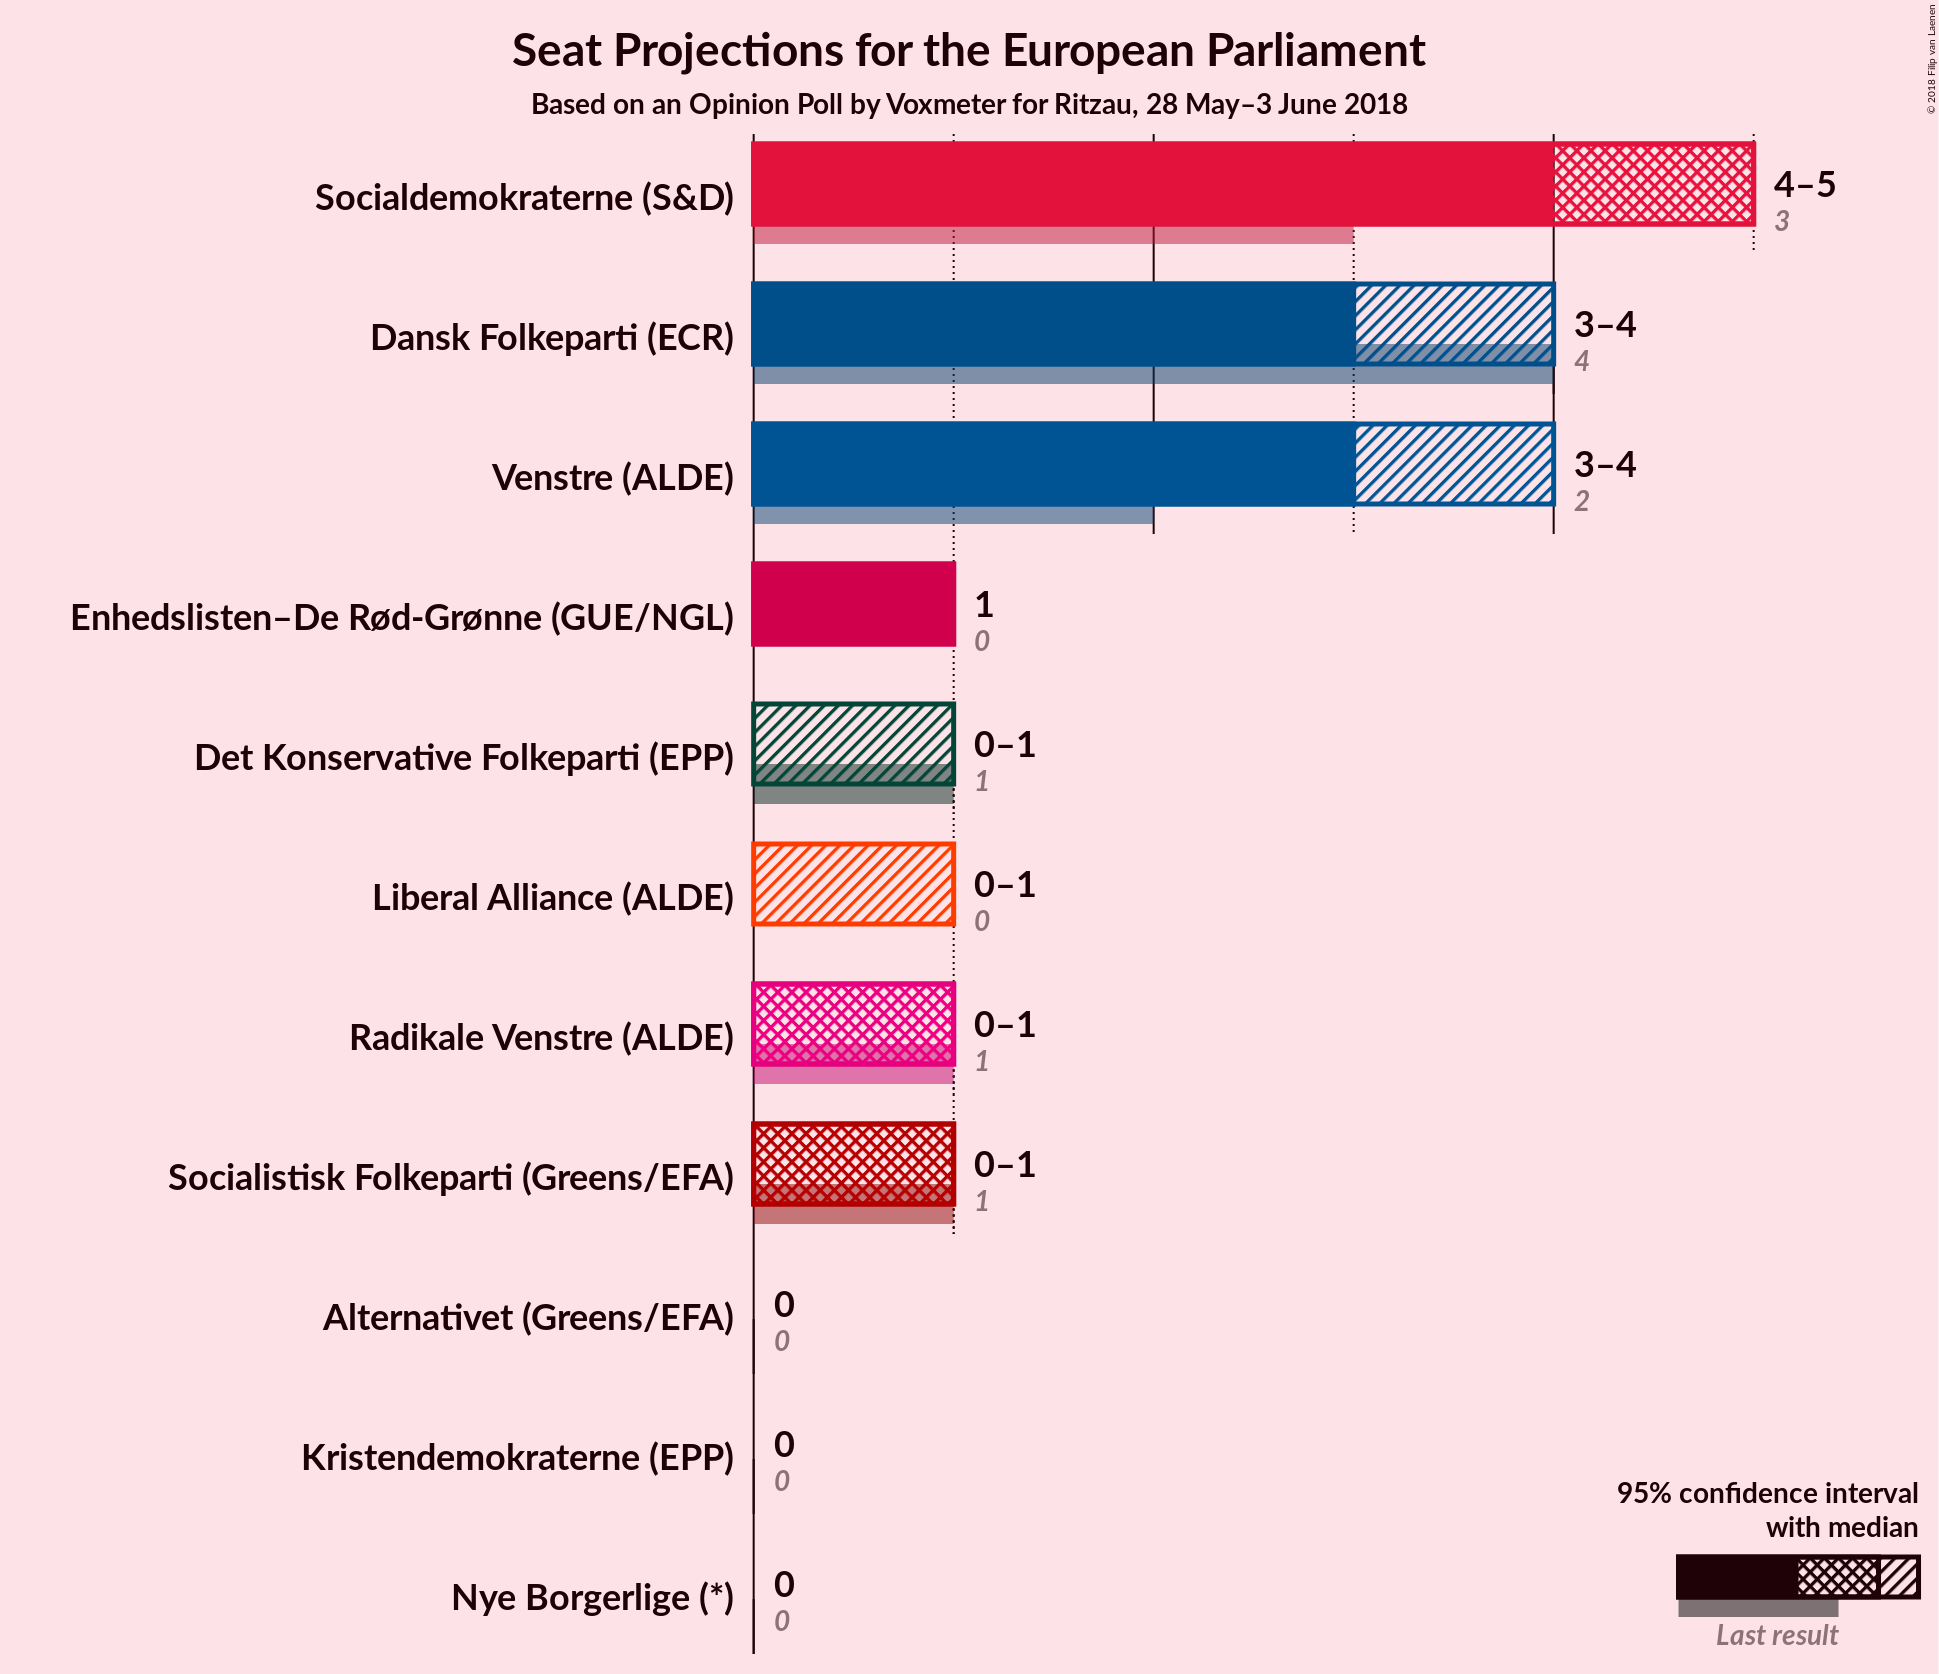 Seat Projections for the European Parliament
Based on an Opinion Poll by Voxmeter for Ritzau, 28 May–3 June 2018
© 2018 Filip van Laenen
Socialdemokraterne (S&D)
4–5
3
Dansk Folkeparti (ECR)
3–4
4
Venstre (ALDE)
3–4
2
Enhedslisten–De Rød-Grønne (GUE/NGL)
1
0
Det Konservative Folkeparti (EPP)
0–1
1
Liberal Alliance (ALDE)
0–1
0
Radikale Venstre (ALDE)
0–1
1
Socialistisk Folkeparti (Greens/EFA)
0–1
1
Alternativet (Greens/EFA)
0
0
Kristendemokraterne (EPP)
0
0
Nye Borgerlige (*)
0
0
95% confidence interval
with median
Last result